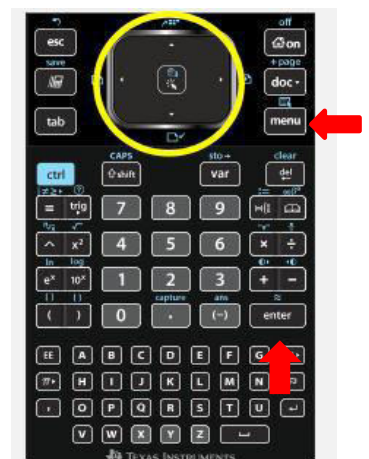 off
esc
on
save
+page
doc
tab
menu
CAPS
sto→
clear
ctrl
⇧shift
var
del
= trig 7 8 9
^ x² 4 5 6 × ÷
ln log
eˣ 10ˣ 1 2 3 + −
capture ans ≈
( ) 0 . (−) enter
EE A B C D E F G
π▸ H I J K L M N
, O P Q R S T U ↵
V W X Y Z
TEXAS INSTRUMENTS